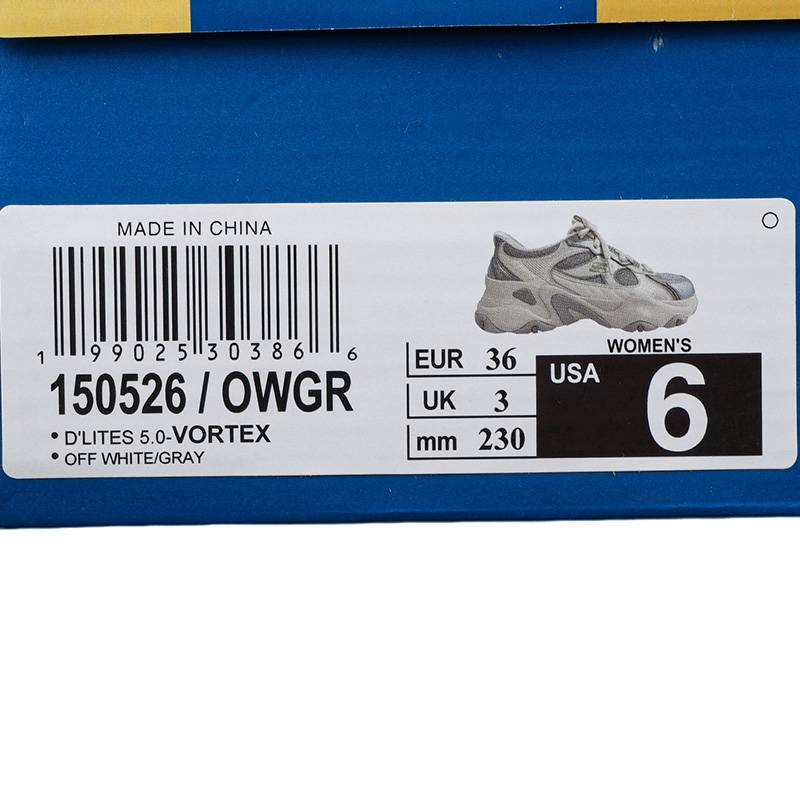 MADE IN CHINA
1 99025 30386 6
150526 / OWGR
• D'LITES 5.0-VORTEX
• OFF WHITE/GRAY
WOMEN'S
EUR 36
UK 3
mm 230
USA 6